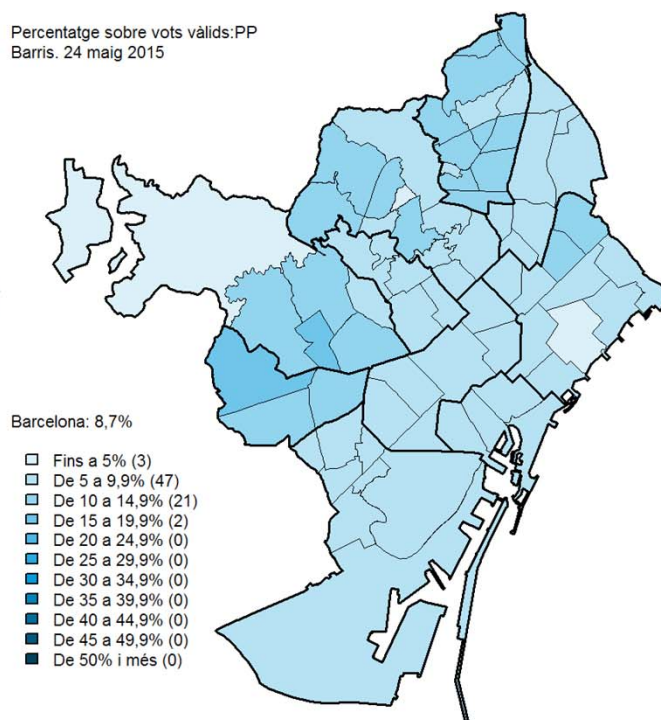 Percentatge sobre vots vàlids:PP
Barris. 24 maig 2015
Barcelona: 8,7%
Fins a 5% (3)
De 5 a 9,9% (47)
De 10 a 14,9% (21)
De 15 a 19,9% (2)
De 20 a 24,9% (0)
De 25 a 29,9% (0)
De 30 a 34,9% (0)
De 35 a 39,9% (0)
De 40 a 44,9% (0)
De 45 a 49,9% (0)
De 50% i més (0)